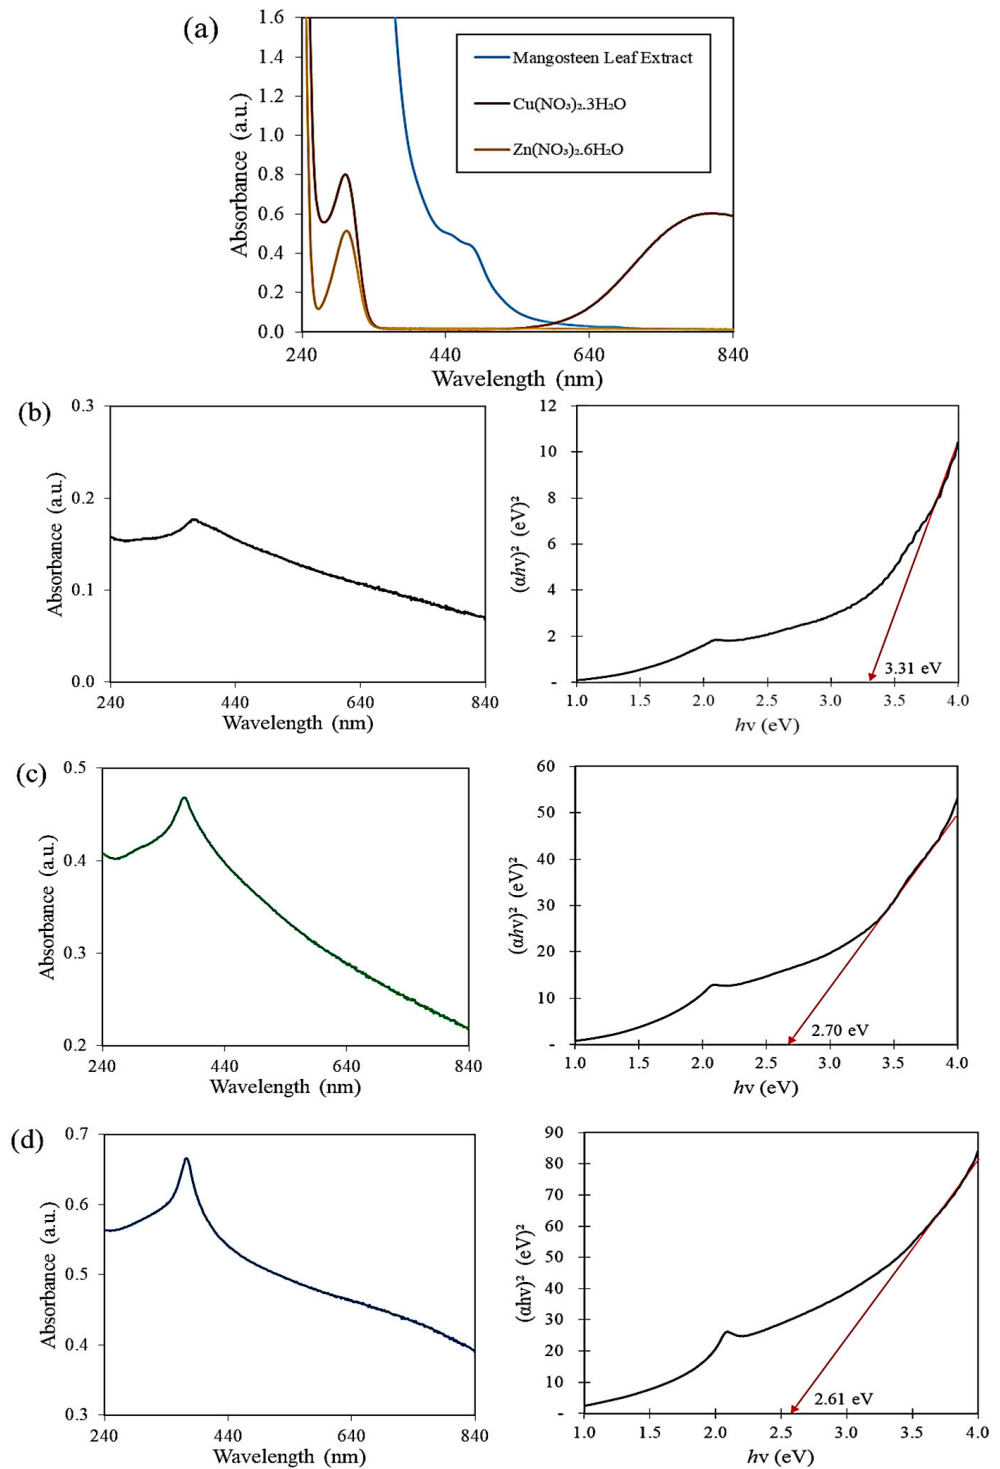 (a)
1.6
1.4
1.2
1.0
0.8
0.6
0.4
0.2
0.0
Absorbance (a.u.)
Mangosteen Leaf Extract
Cu(NO₃)₂.3H₂O
Zn(NO₃)₂.6H₂O
240 440 640 840
Wavelength (nm)
(b)
0.3
0.2
0.1
0.0
Absorbance (a.u.)
240 440 640 840
Wavelength (nm)
12
10
8
6
4
2
-
(αhν)² (eV)²
3.31 eV
1.0 1.5 2.0 2.5 3.0 3.5 4.0
hν (eV)
(c)
0.5
0.4
0.3
0.2
Absorbance (a.u.)
240 440 640 840
Wavelength (nm)
60
50
40
30
20
10
-
(αhν)² (eV)²
2.70 eV
1.0 1.5 2.0 2.5 3.0 3.5 4.0
hν (eV)
(d)
0.7
0.6
0.5
0.4
0.3
Absorbance (a.u.)
240 440 640 840
Wavelength (nm)
90
80
70
60
50
40
30
20
10
-
(αhν)² (eV)²
2.61 eV
1.0 1.5 2.0 2.5 3.0 3.5 4.0
hν (eV)